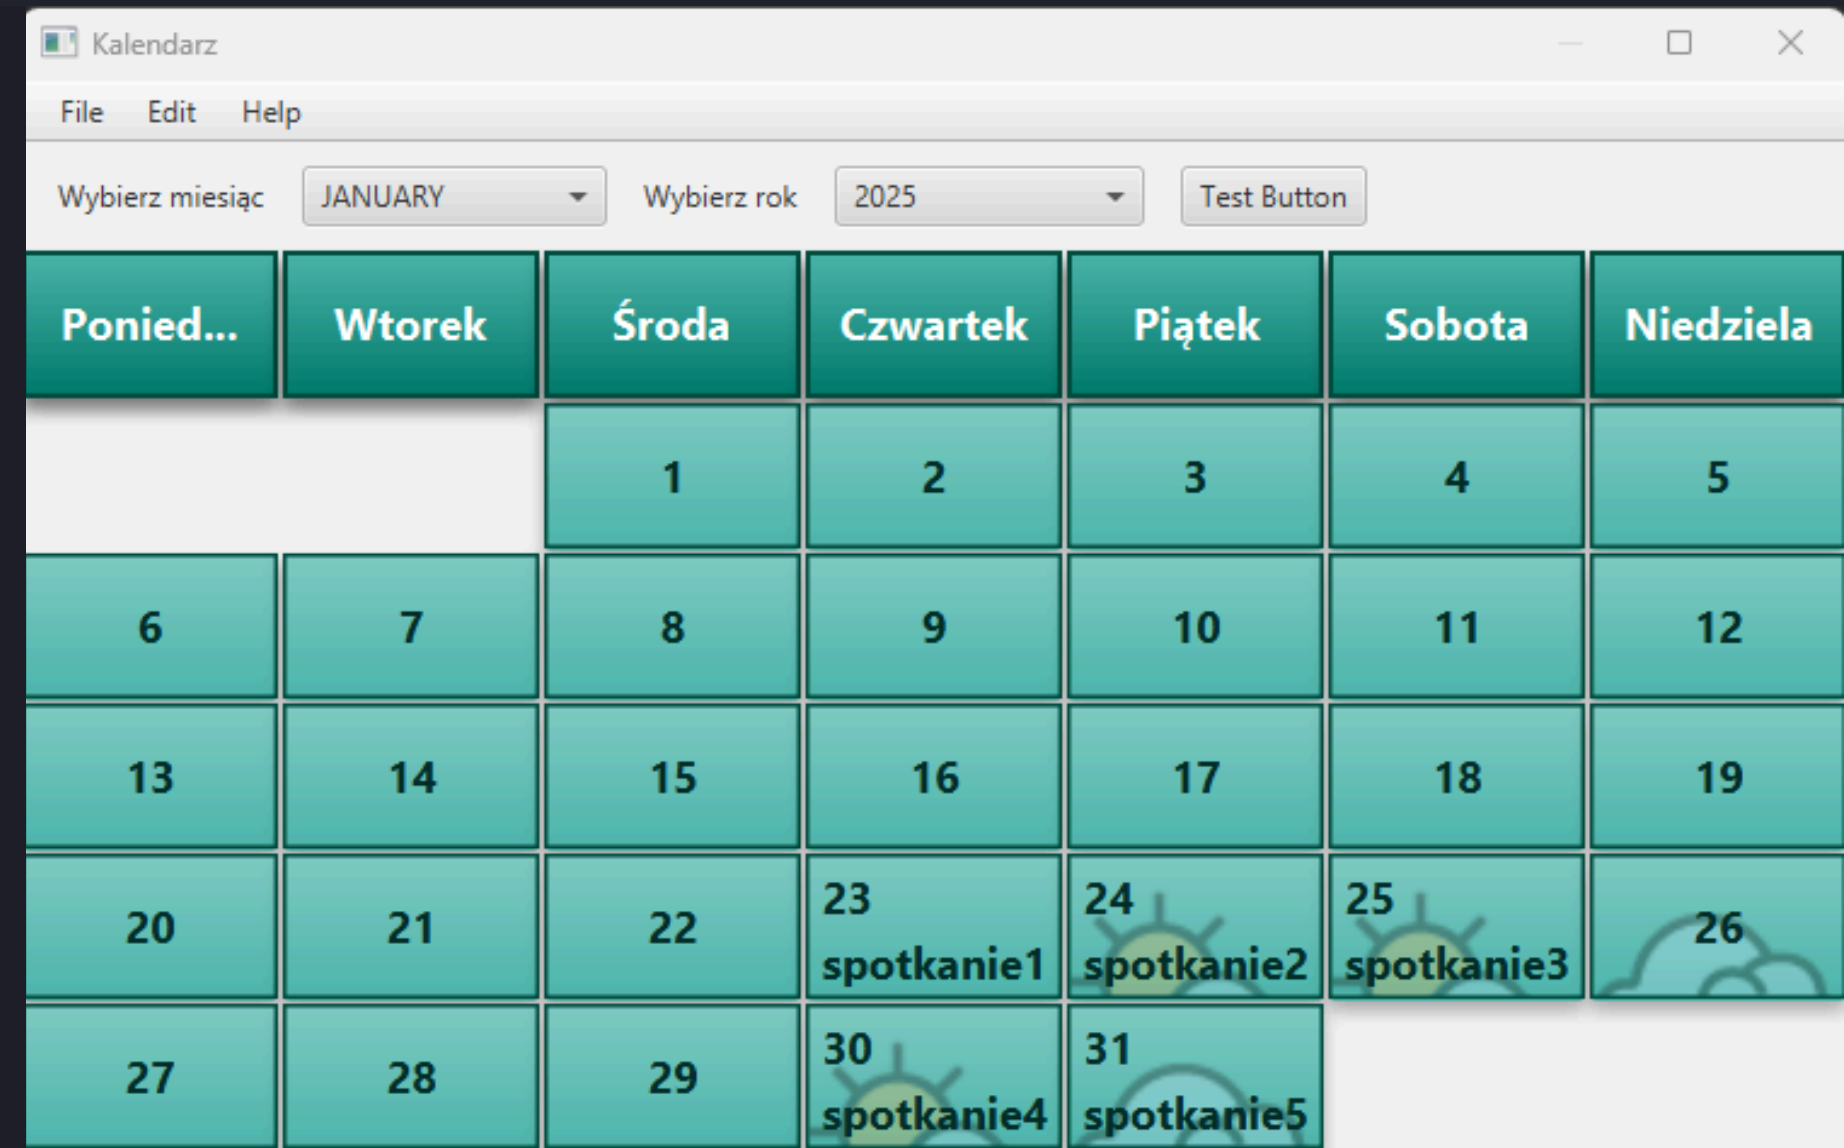 Kalendarz
File Edit Help
Wybierz miesiąc JANUARY Wybierz rok 2025 Test Button
Ponied... Wtorek Środa Czwartek Piątek Sobota Niedziela
1 2 3 4 5
6 7 8 9 10 11 12
13 14 15 16 17 18 19
20 21 22 23 24 25 26
spotkanie1 spotkanie2 spotkanie3
27 28 29 30 31
spotkanie4 spotkanie5